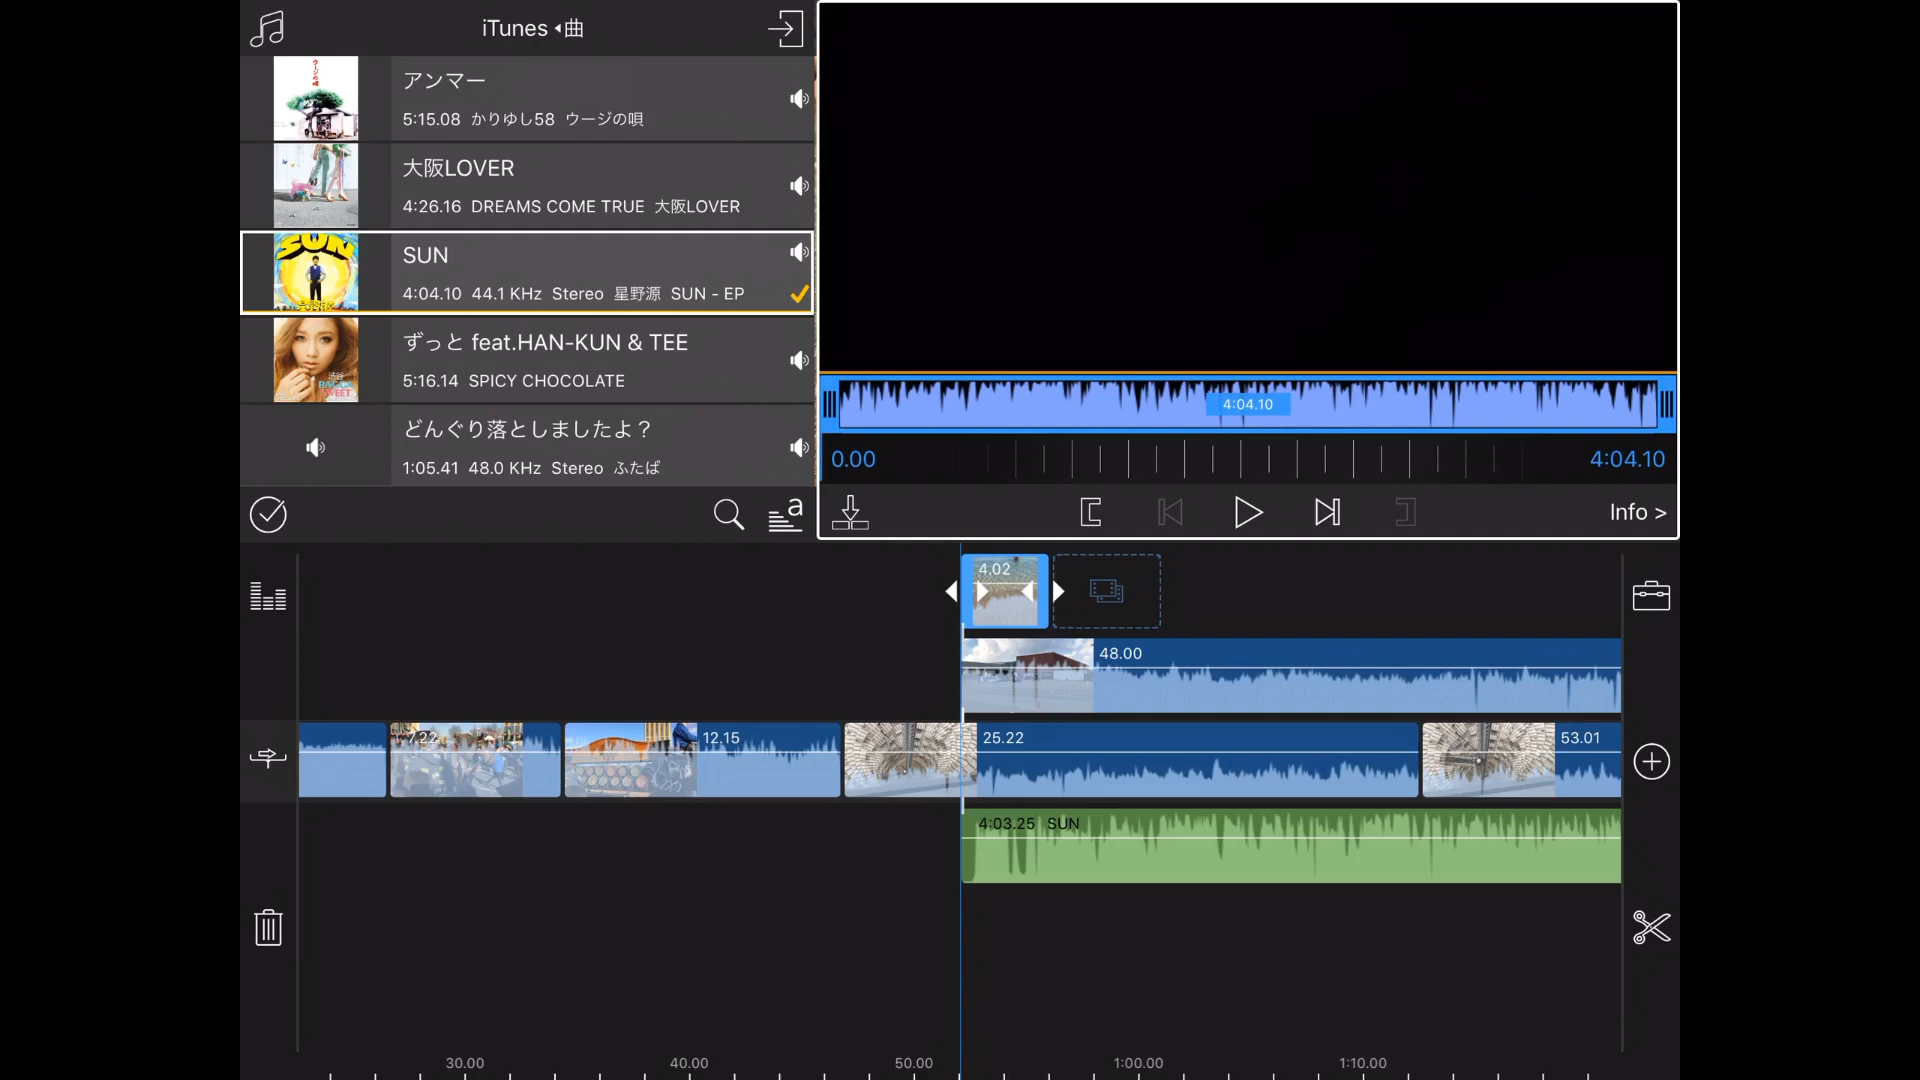 iTunes ◂ 曲
アンマー
5:15.08 かりゆし58 ウージの唄
大阪LOVER
4:26.16 DREAMS COME TRUE 大阪LOVER
SUN
SUN
4:04.10 44.1 KHz Stereo 星野源 SUN - EP
ずっと feat.HAN-KUN & TEE
5:16.14 SPICY CHOCOLATE
どんぐり落としましたよ？
1:05.41 48.0 KHz Stereo ふたば
a
4:04.10
0.00
4:04.10
Info >
4.02
48.00
7.22
12.15
25.22
53.01
4:03.25 SUN
30.00
40.00
50.00
1:00.00
1:10.00